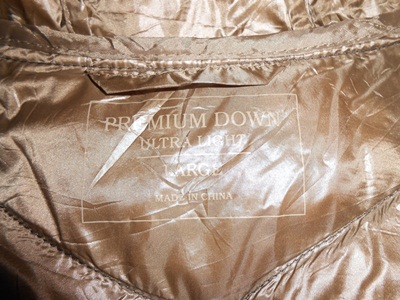 PREMIUM DOWN
ULTRA LIGHT
LARGE
MADE IN CHINA